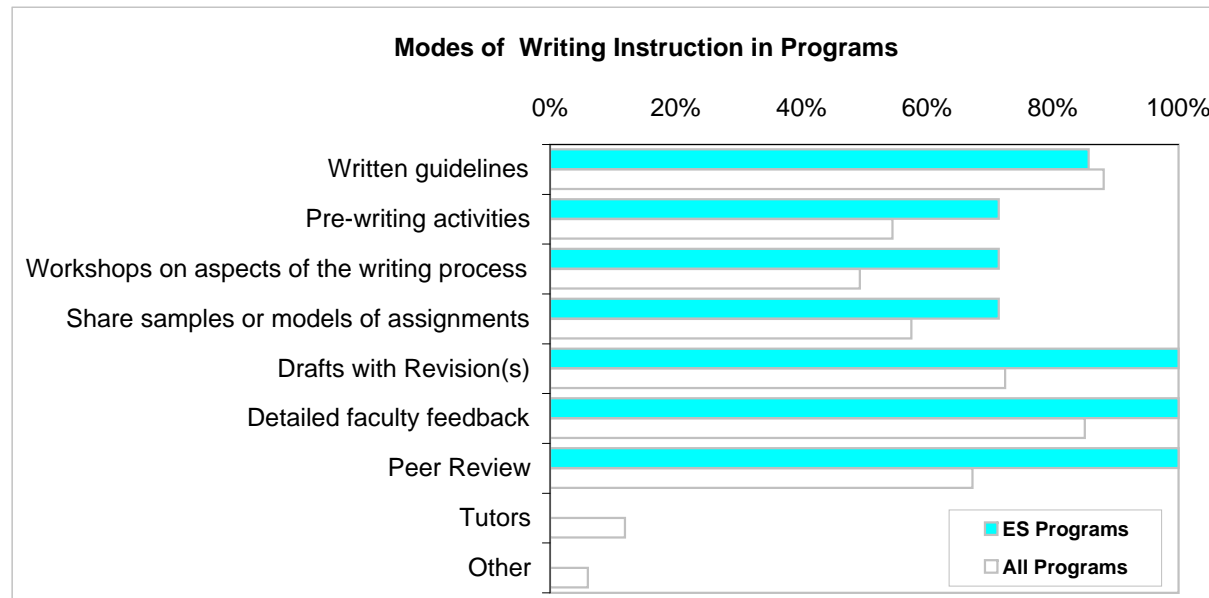 Modes of  Writing Instruction in Programs
0% 20% 40% 60% 80% 100%
Written guidelines
Pre-writing activities
Workshops on aspects of the writing process
Share samples or models of assignments
Drafts with Revision(s)
Detailed faculty feedback
Peer Review
Tutors
Other
ES Programs
All Programs